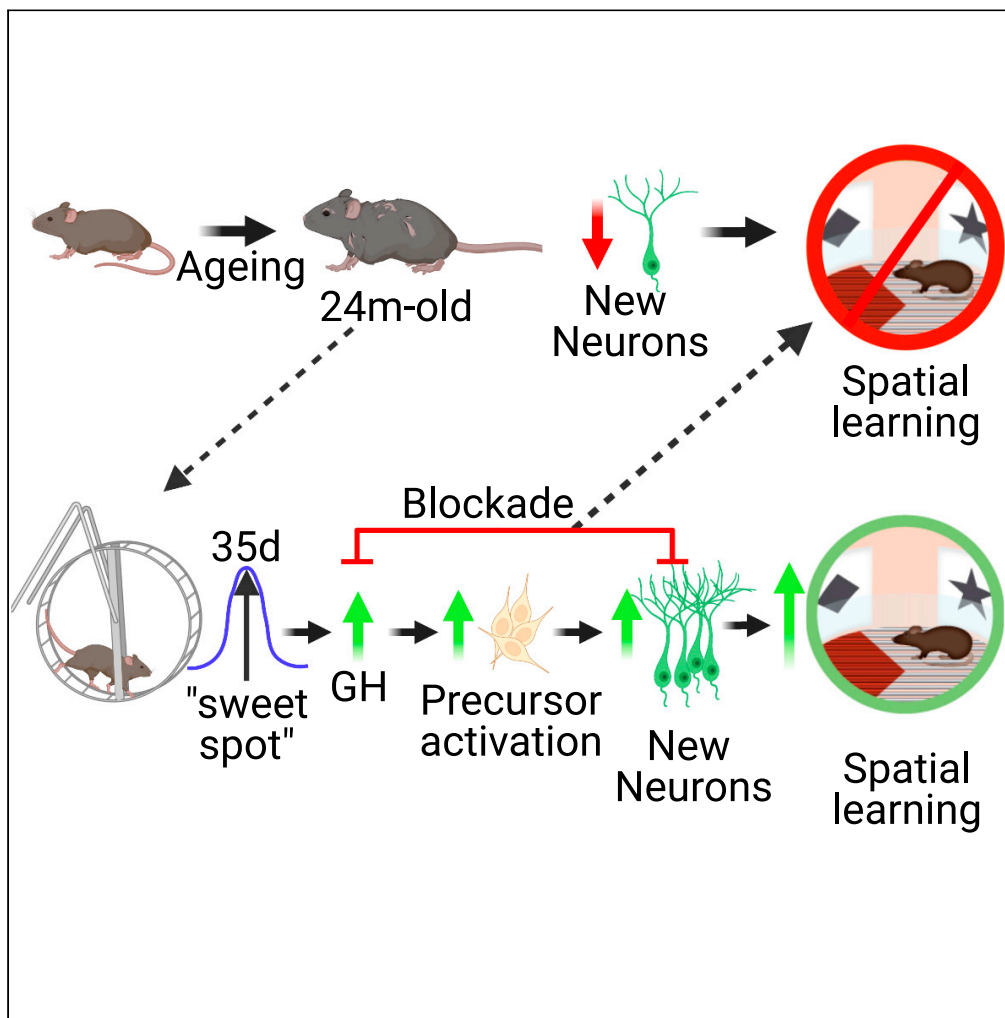 Ageing
24m-old
New
Neurons
Spatial
learning
Blockade
35d
"sweet
spot"
GH
Precursor
activation
New
Neurons
Spatial
learning